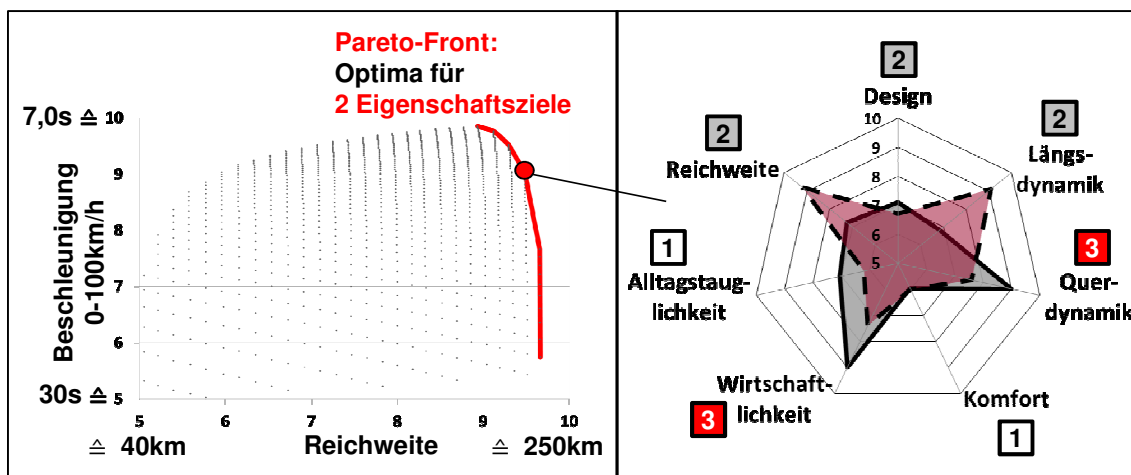 Pareto-Front:
Optima für
2 Eigenschaftsziele
7,0s ≙ 10
9
8
7
6
30s ≙ 5
Beschleunigung
0-100km/h
5 6 7 8 9 10
≙ 40km Reichweite ≙ 250km
2
Design
10
9
8
7
6
5
2
Längs-
dynamik
3
Quer-
dynamik
Komfort
1
Wirtschaft-
lichkeit
3
1
Alltagstaug-
lichkeit
2
Reichweite